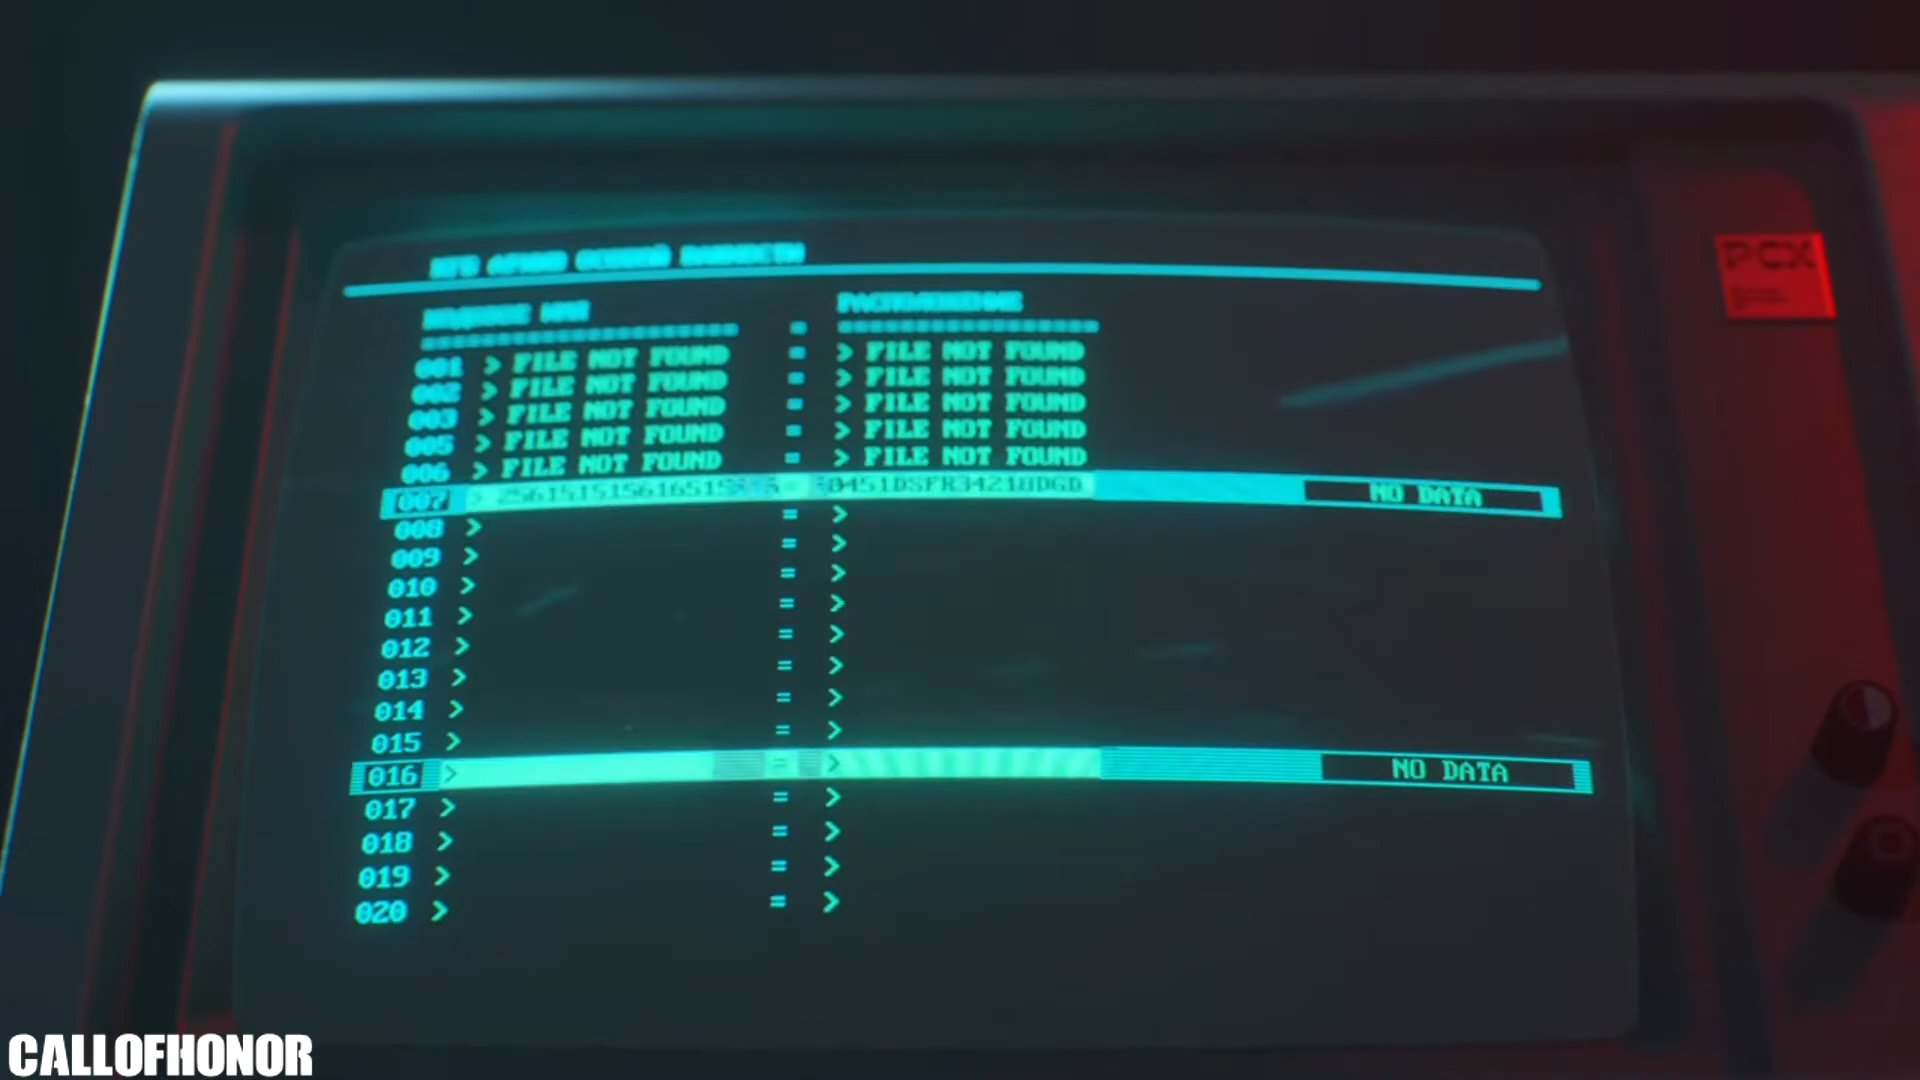 РАСПОЛОЖЕНИЕ
001 > FILE NOT FOUND = > FILE NOT FOUND
002 > FILE NOT FOUND = > FILE NOT FOUND
003 > FILE NOT FOUND = > FILE NOT FOUND
005 > FILE NOT FOUND = > FILE NOT FOUND
006 > FILE NOT FOUND = > FILE NOT FOUND
007 > = NO DATA
008 > = >
009 > = >
010 > = >
011 > = >
012 > = >
013 > = >
014 > = >
015 > = >
016 > = > NO DATA
017 > = >
018 > = >
019 > = >
020 > = >
PCX
CALLOFHONOR